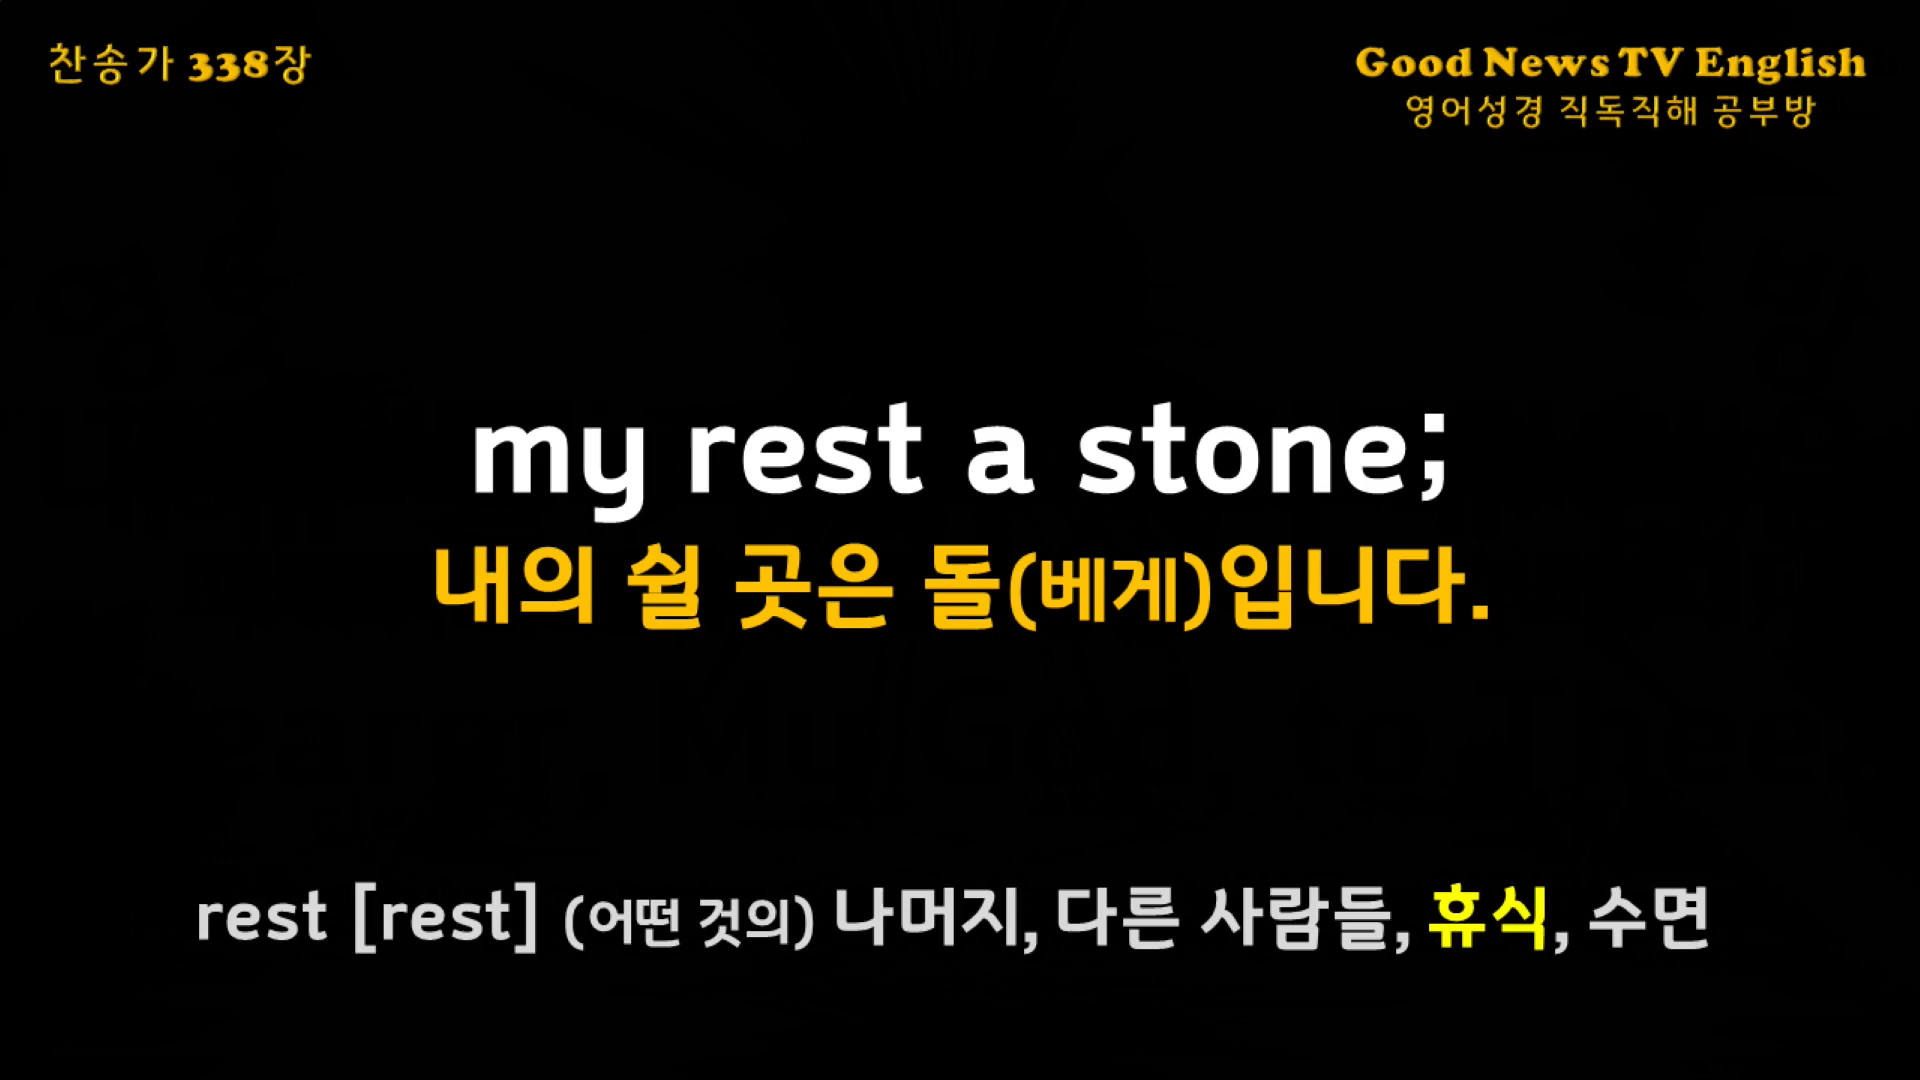 찬송가 338장
Good News TV English
영어성경 직독직해 공부방
my rest a stone;
내의 쉴 곳은 돌(베게)입니다.
rest [rest] (어떤 것의) 나머지, 다른 사람들, 휴식, 수면